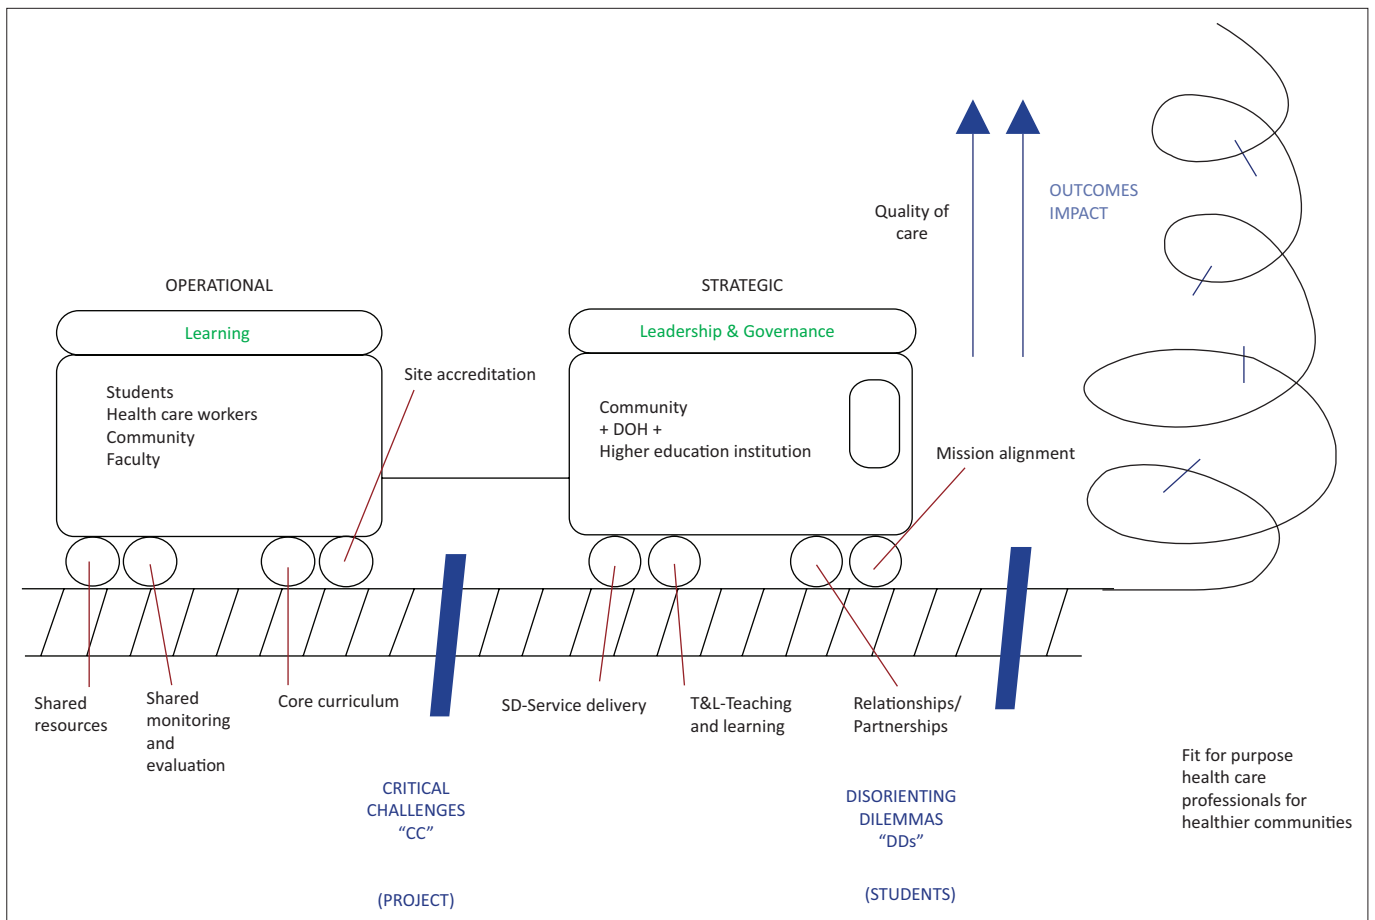 OUTCOMES
IMPACT
Quality of
care
OPERATIONAL
STRATEGIC
Learning
Leadership & Governance
Site accreditation
Students
Health care workers
Community
Faculty
Community
+ DOH +
Higher education institution
Mission alignment
Shared
resources
Shared
monitoring
and
evaluation
Core curriculum
SD-Service delivery
T&L-Teaching
and learning
Relationships/
Partnerships
CRITICAL
CHALLENGES
“CC”
(PROJECT)
DISORIENTING
DILEMMAS
“DDs”
(STUDENTS)
Fit for purpose
health care
professionals for
healthier communities